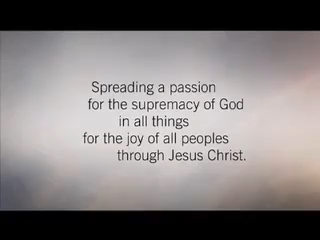 Spreading a passion
for the supremacy of God
in all things
for the joy of all peoples
through Jesus Christ.